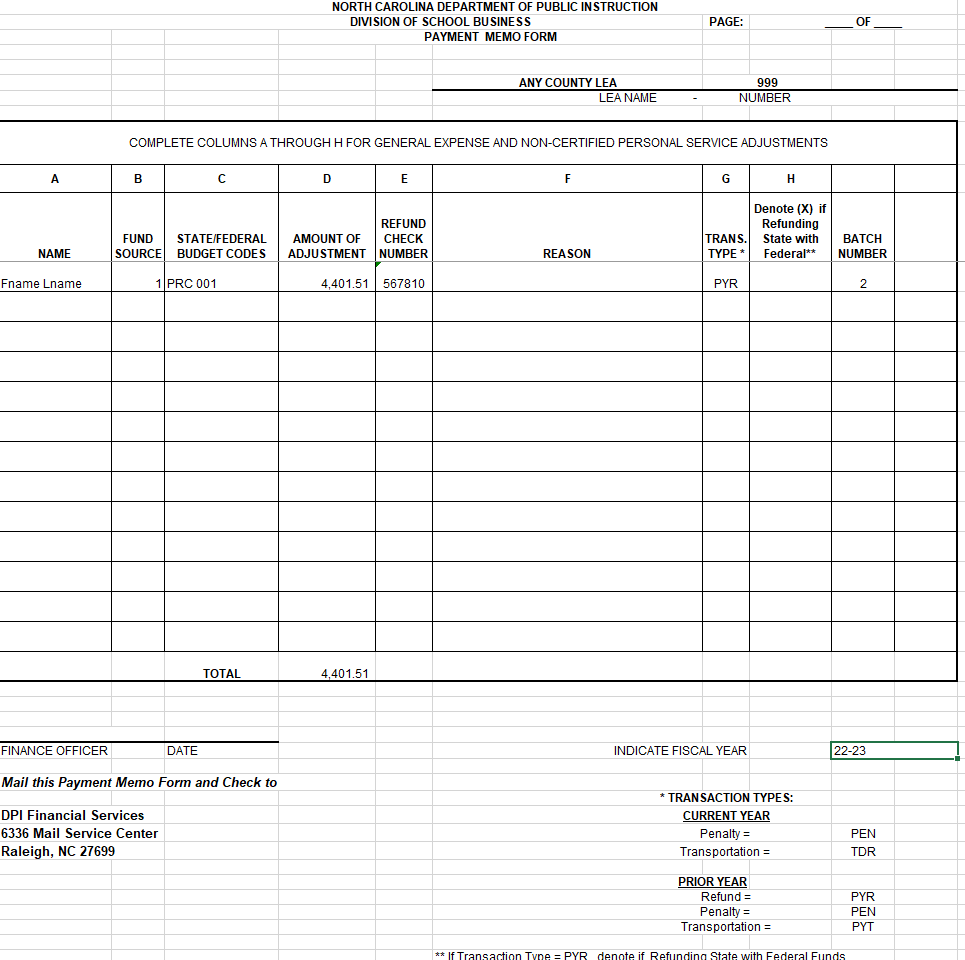 NORTH CAROLINA DEPARTMENT OF PUBLIC INSTRUCTION
DIVISION OF SCHOOL BUSINESS PAGE: ____ OF ____
PAYMENT MEMO FORM
ANY COUNTY LEA 999
LEA NAME - NUMBER
COMPLETE COLUMNS A THROUGH H FOR GENERAL EXPENSE AND NON-CERTIFIED PERSONAL SERVICE ADJUSTMENTS
A B C D E F G H
NAME
FUND
SOURCE
STATE/FEDERAL
BUDGET CODES
AMOUNT OF
ADJUSTMENT
REFUND
CHECK
NUMBER
REASON
TRANS.
TYPE *
Denote (X) if
Refunding
State with
Federal**
BATCH
NUMBER
Fname Lname 1 PRC 001 4,401.51 567810 PYR 2
TOTAL 4,401.51
FINANCE OFFICER DATE INDICATE FISCAL YEAR 22-23
Mail this Payment Memo Form and Check to
DPI Financial Services
6336 Mail Service Center
Raleigh, NC 27699
* TRANSACTION TYPES:
CURRENT YEAR
Penalty = PEN
Transportation = TDR
PRIOR YEAR
Refund = PYR
Penalty = PEN
Transportation = PYT
** If Transaction Type = PYR, denote if Refunding State with Federal Funds